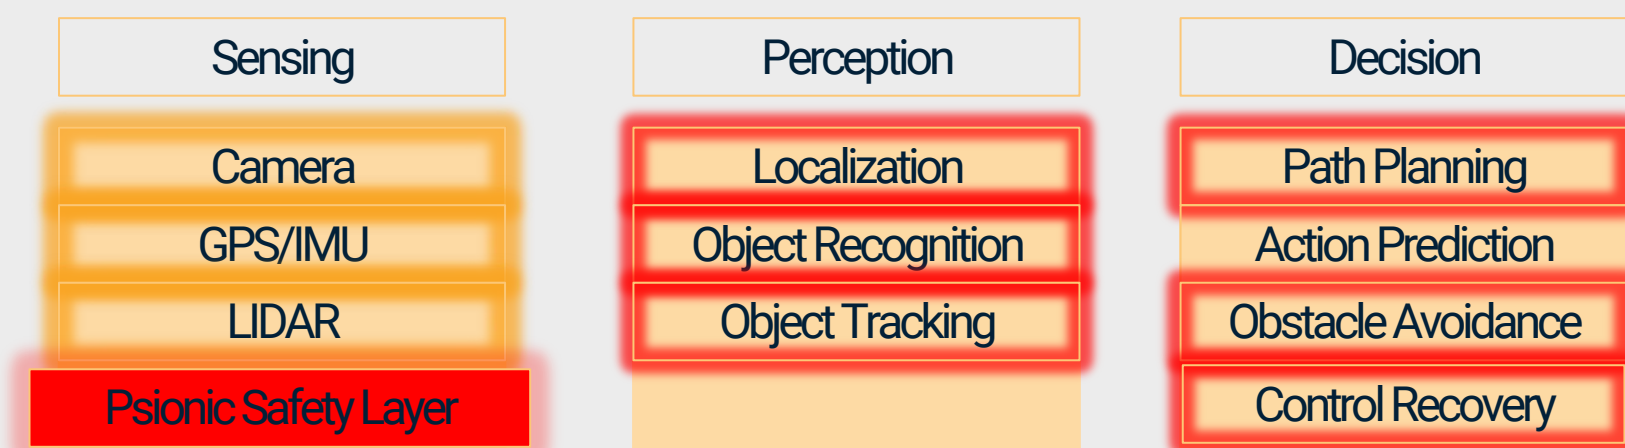 Sensing
Camera
GPS/IMU
LIDAR
Psionic Safety Layer
Perception
Localization
Object Recognition
Object Tracking
Decision
Path Planning
Action Prediction
Obstacle Avoidance
Control Recovery